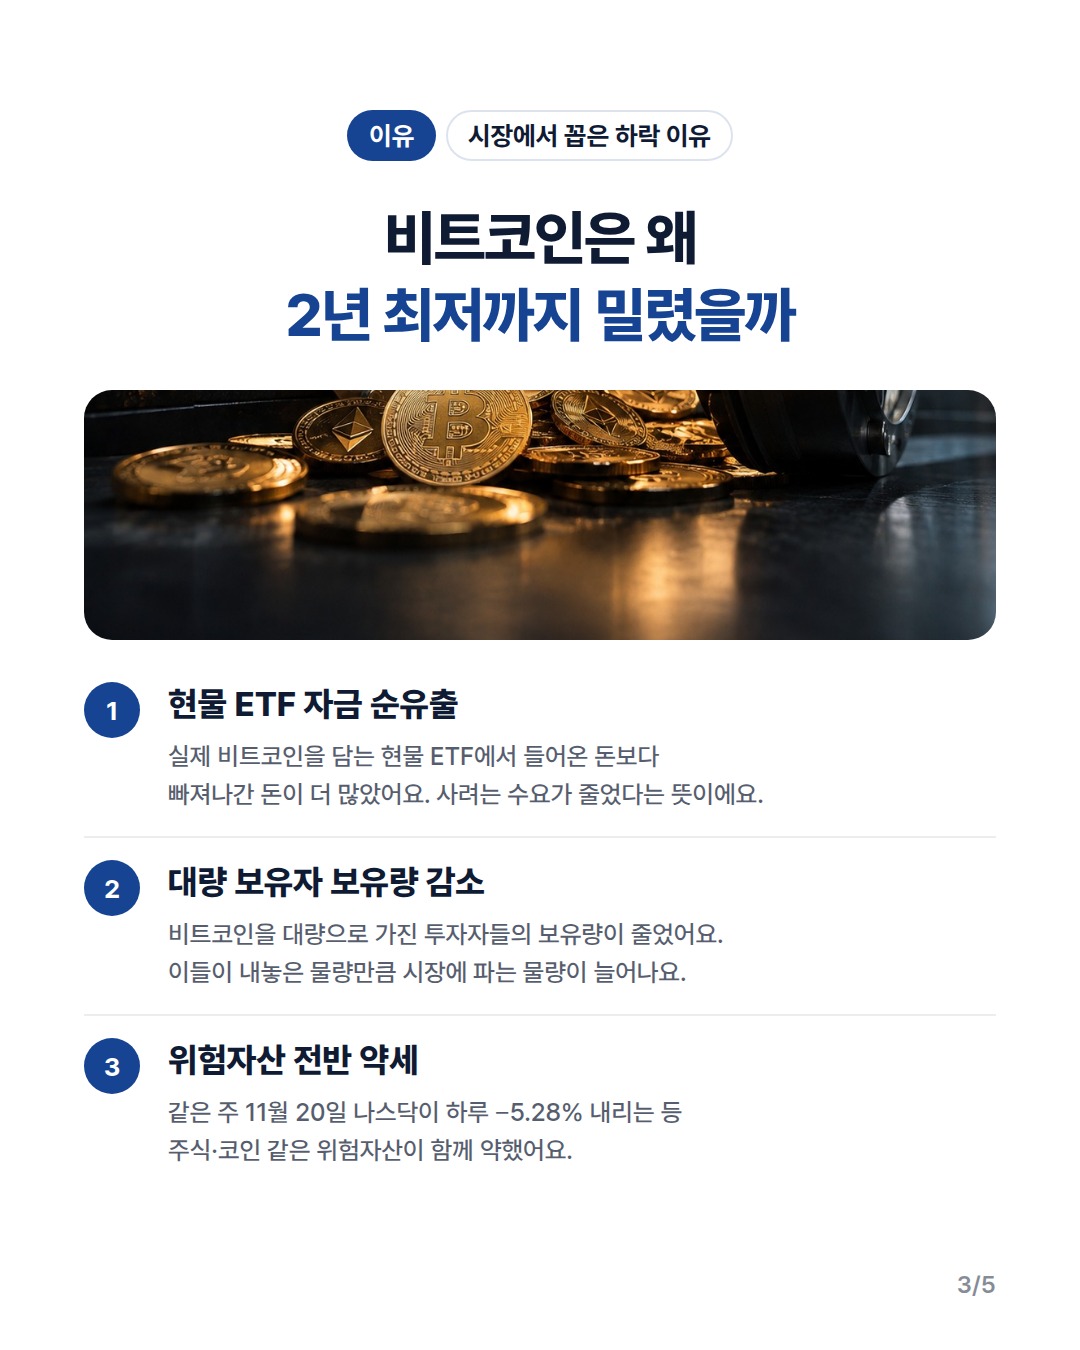 이유
시장에서 꼽은 하락 이유
비트코인은 왜
2년 최저까지 밀렸을까
1
현물 ETF 자금 순유출
실제 비트코인을 담는 현물 ETF에서 들어온 돈보다
빠져나간 돈이 더 많았어요. 사려는 수요가 줄었다는 뜻이에요.
2
대량 보유자 보유량 감소
비트코인을 대량으로 가진 투자자들의 보유량이 줄었어요.
이들이 내놓은 물량만큼 시장에 파는 물량이 늘어나요.
3
위험자산 전반 약세
같은 주 11월 20일 나스닥이 하루 −5.28% 내리는 등
주식·코인 같은 위험자산이 함께 약했어요.
3/5